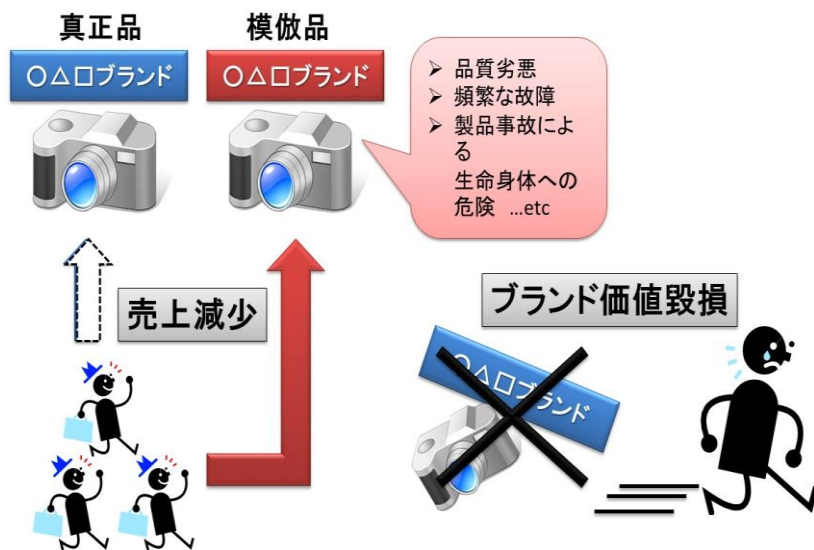 真正品
模倣品
〇△□ブランド
〇△□ブランド
➢ 品質劣悪
➢ 頻繁な故障
➢ 製品事故によ
る
生命身体への
危険 …etc
売上減少
ブランド価値毀損
〇△□ブランド